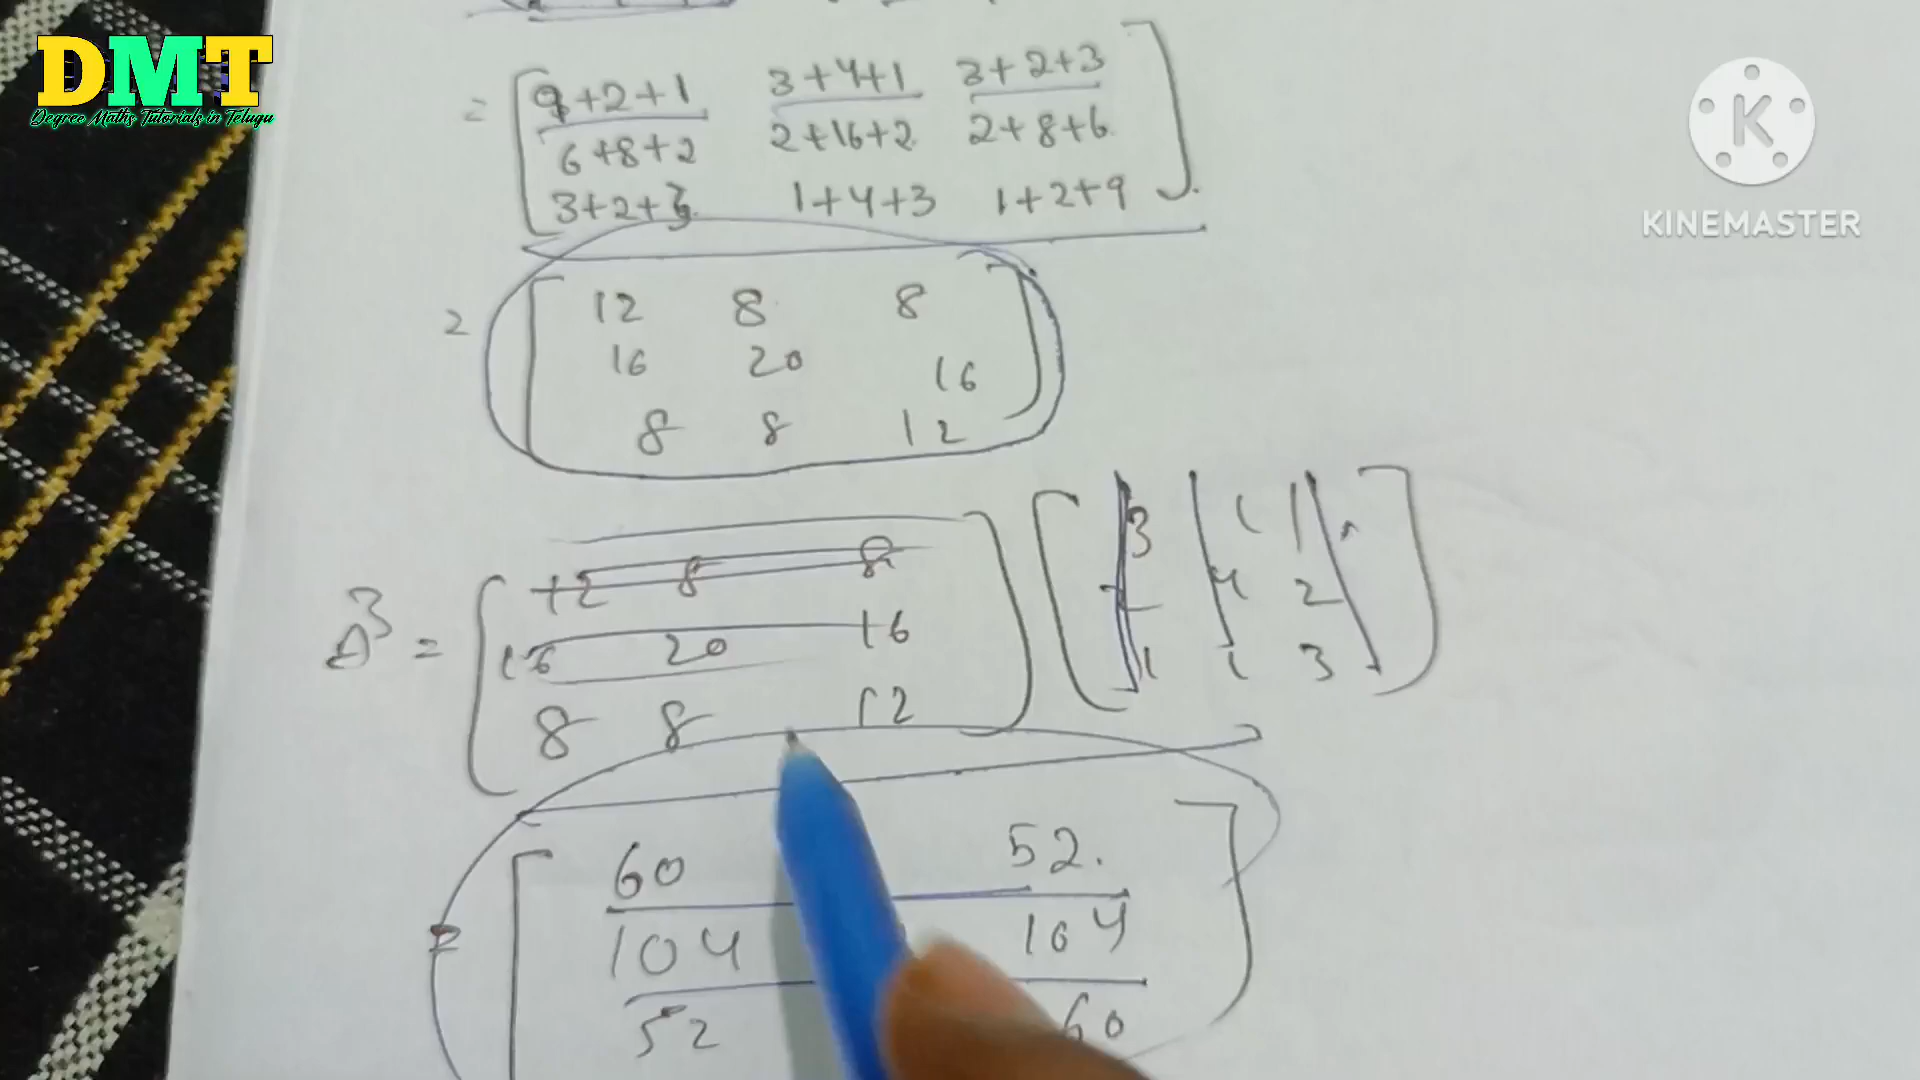 DMT
Degree Maths Tutorials in Telugu
K
KINEMASTER
= [ 9+2+1 3+4+1 3+2+3
6+8+2 2+16+2 2+8+6
3+2+3 1+4+3 1+2+9 ]
= [ 12 8 8
16 20 16
8 8 12 ]
A³ = [ 12 8 8 ] [ 3 1 1 ]
16 20 16 2 4 2
8 8 12 1 1 3
= [ 60 52.
104 104
52 60 ]